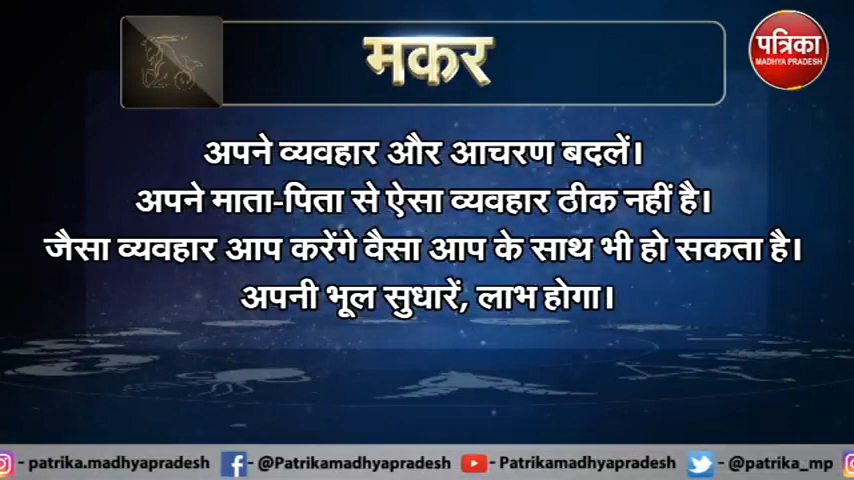 मकर
पत्रिका
MADHYA PRADESH
अपने व्यवहार और आचरण बदलें।
अपने माता-पिता से ऐसा व्यवहार ठीक नहीं है।
जैसा व्यवहार आप करेंगे वैसा आप के साथ भी हो सकता है।
अपनी भूल सुधारें, लाभ होगा।
- patrika.madhyapradesh - @Patrikamadhyapradesh - Patrikamadhyapradesh - @patrika_mp